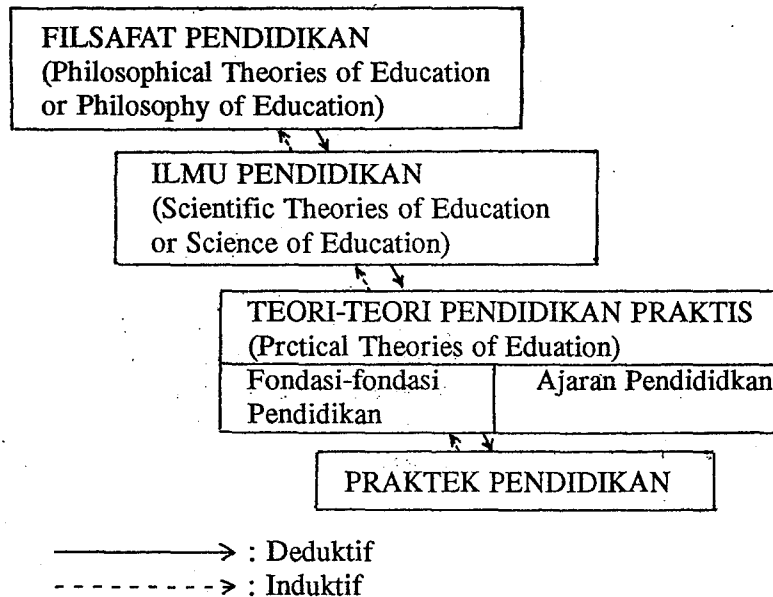 FILSAFAT PENDIDIKAN
(Philosophical Theories of Education
or Philosophy of Education)
ILMU PENDIDIKAN
(Scientific Theories of Education
or Science of Education)
TEORI-TEORI PENDIDIKAN PRAKTIS
(Prctical Theories of Eduation)
Fondasi-fondasi
Pendidikan
Ajaran Pendididkan
PRAKTEK PENDIDIKAN
: Deduktif
: Induktif